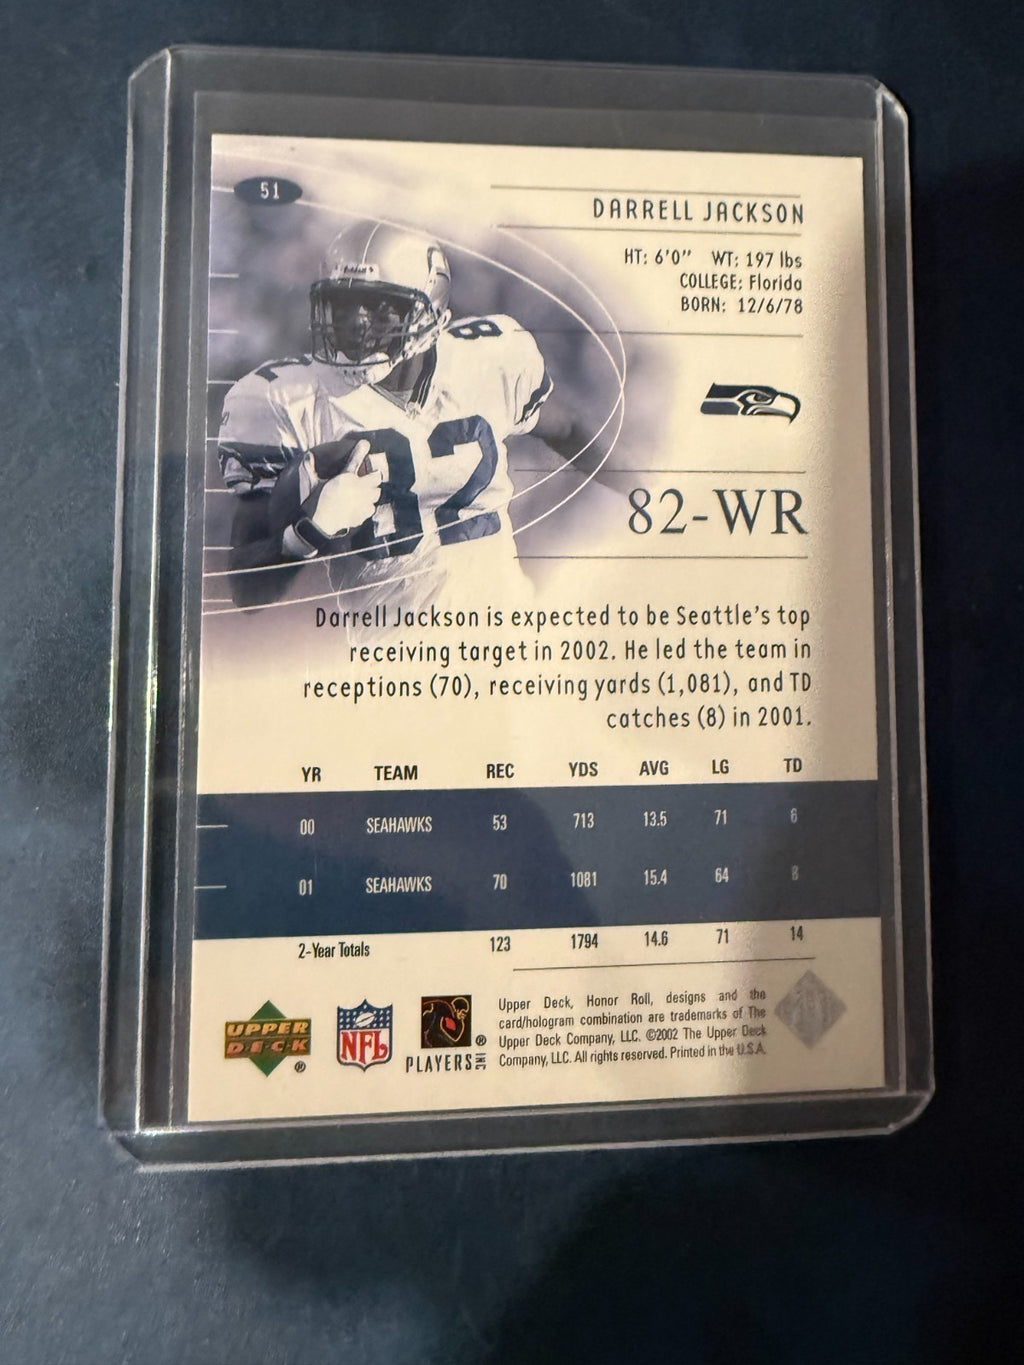 51
DARRELL JACKSON
HT: 6'0" WT: 197 lbs
COLLEGE: Florida
BORN: 12/6/78
8
82
82-WR
Darrell Jackson is expected to be Seattle's top
receiving target in 2002. He led the team in
receptions (70), receiving yards (1,081), and TD
catches (8) in 2001.
YR TEAM REC YDS AVG LG TD
00 SEAHAWKS 53 713 13.5 71 6
01 SEAHAWKS 70 1081 15.4 64 8
2-Year Totals 123 1794 14.6 71 14
UPPER
DECK
®
NFL
PLAYERS INC ®
Upper Deck, Honor Roll, designs and the
card/hologram combination are trademarks of The
Upper Deck Company, LLC. ©2002 The Upper Deck
Company, LLC. All rights reserved. Printed in the U.S.A.